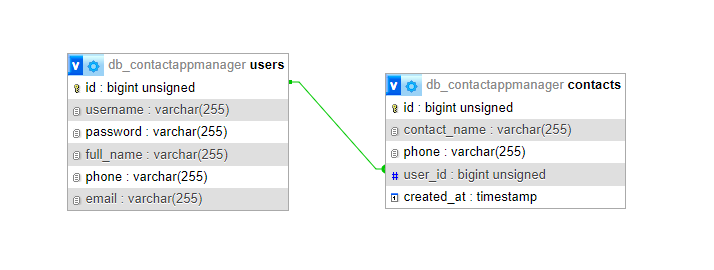 v db_contactappmanager users
id : bigint unsigned
username : varchar(255)
password : varchar(255)
full_name : varchar(255)
phone : varchar(255)
email : varchar(255)
v db_contactappmanager contacts
id : bigint unsigned
contact_name : varchar(255)
phone : varchar(255)
# user_id : bigint unsigned
created_at : timestamp